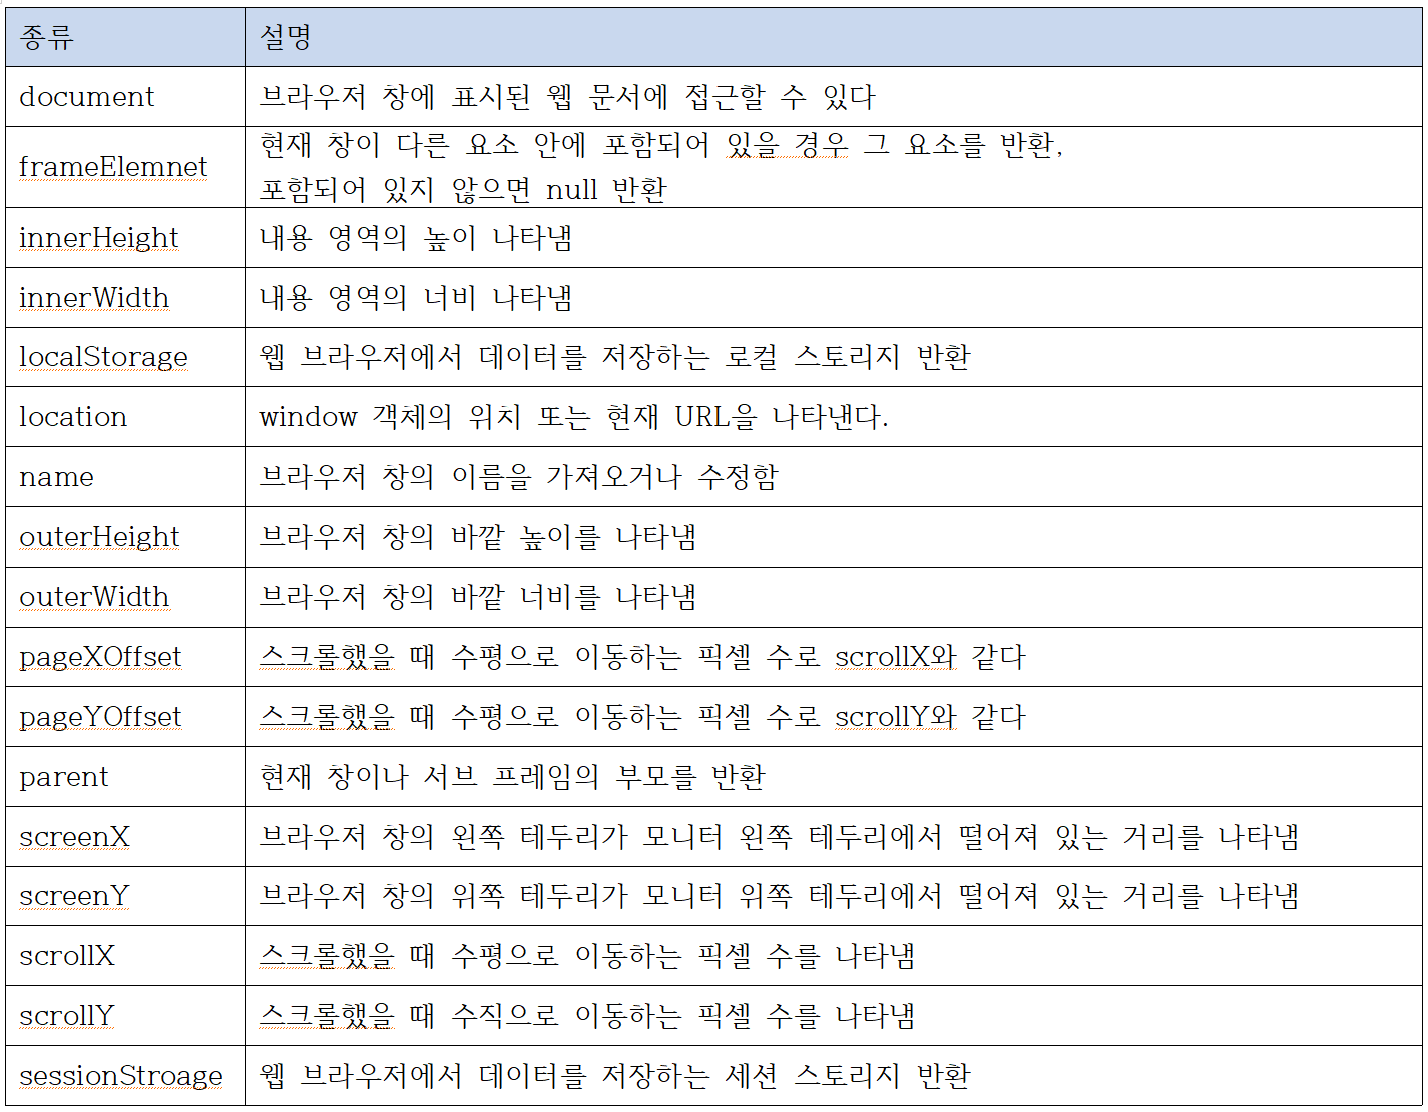 종류 설명
document 브라우저 창에 표시된 웹 문서에 접근할 수 있다
frameElemnet 현재 창이 다른 요소 안에 포함되어 있을 경우 그 요소를 반환,
포함되어 있지 않으면 null 반환
innerHeight 내용 영역의 높이 나타냄
innerWidth 내용 영역의 너비 나타냄
localStorage 웹 브라우저에서 데이터를 저장하는 로컬 스토리지 반환
location window 객체의 위치 또는 현재 URL을 나타낸다.
name 브라우저 창의 이름을 가져오거나 수정함
outerHeight 브라우저 창의 바깥 높이를 나타냄
outerWidth 브라우저 창의 바깥 너비를 나타냄
pageXOffset 스크롤했을 때 수평으로 이동하는 픽셀 수로 scrollX와 같다
pageYOffset 스크롤했을 때 수평으로 이동하는 픽셀 수로 scrollY와 같다
parent 현재 창이나 서브 프레임의 부모를 반환
screenX 브라우저 창의 왼쪽 테두리가 모니터 왼쪽 테두리에서 떨어져 있는 거리를 나타냄
screenY 브라우저 창의 위쪽 테두리가 모니터 위쪽 테두리에서 떨어져 있는 거리를 나타냄
scrollX 스크롤했을 때 수평으로 이동하는 픽셀 수를 나타냄
scrollY 스크롤했을 때 수직으로 이동하는 픽셀 수를 나타냄
sessionStroage 웹 브라우저에서 데이터를 저장하는 세션 스토리지 반환